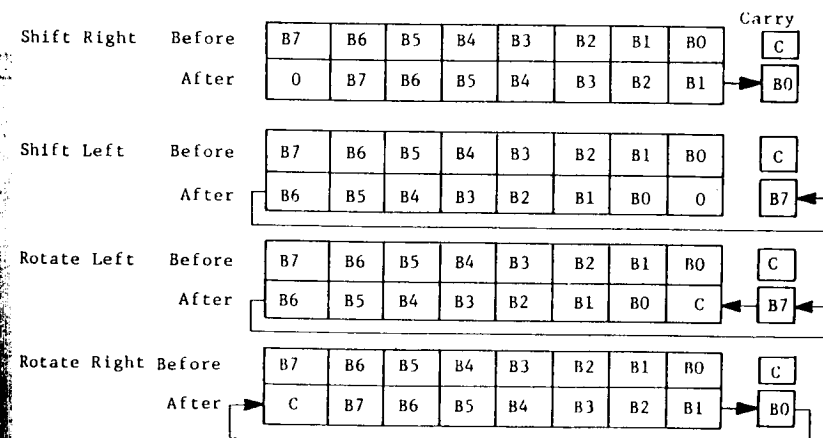 Carry
Shift Right Before B7 B6 B5 B4 B3 B2 B1 B0 C
After 0 B7 B6 B5 B4 B3 B2 B1 B0
Shift Left Before B7 B6 B5 B4 B3 B2 B1 B0 C
After B6 B5 B4 B3 B2 B1 B0 0 B7
Rotate Left Before B7 B6 B5 B4 B3 B2 B1 B0 C
After B6 B5 B4 B3 B2 B1 B0 C B7
Rotate Right Before B7 B6 B5 B4 B3 B2 B1 B0 C
After C B7 B6 B5 B4 B3 B2 B1 B0